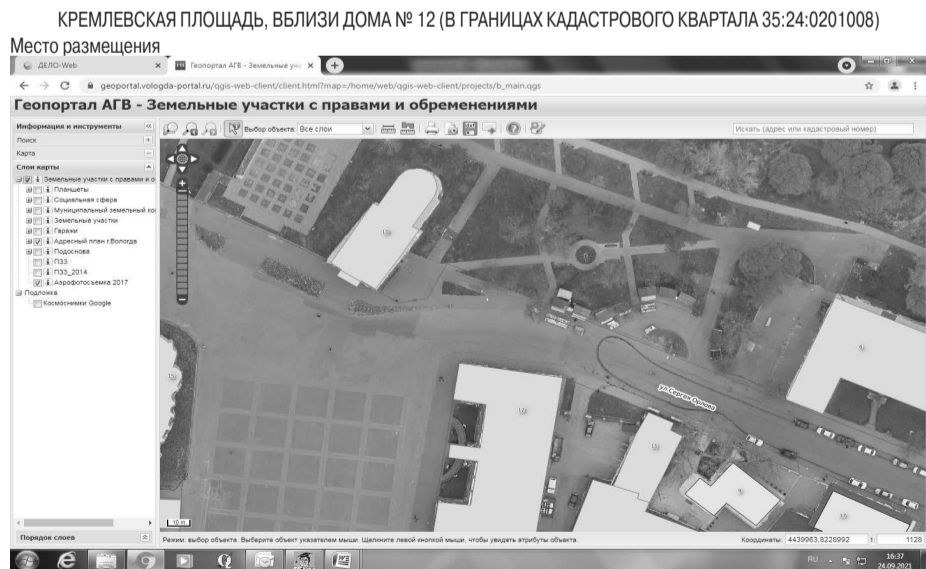 КРЕМЛЕВСКАЯ ПЛОЩАДЬ, ВБЛИЗИ ДОМА № 12 (В ГРАНИЦАХ КАДАСТРОВОГО КВАРТАЛА 35:24:0201008)
Место размещения
ДЕЛО-Web
Геопортал АГВ - Земельные уча
geoportal.vologda-portal.ru/qgis-web-client/client.html?map=/home/web/qgis-web-client/projects/b_main.qgs
Геопортал АГВ - Земельные участки с правами и обременениями
Информация и инструменты
Выбор объекта: Все слои
Искать (адрес или кадастровый номер)
Поиск
Карта
Слои карты
Земельные участки с правами и о
Планшеты
Социальная сфера
Муниципальный земельный ко
Земельные участки
Гаражи
Адресный план г.Вологда
Подоснова
ПЗЗ
ПЗЗ_2014
Аэрофотосъемка 2017
Подложка
Космоснимки Google
ул.Сергея Орлова
10 m
Порядок слоев
Режим: выбор объекта. Выберите объект указателем мыши. Щелкните левой кнопкой мыши, чтобы увидеть атрибуты объекта.
Координаты: 4439963,8228992 1: 1128
RU
16:37
24.09.2021